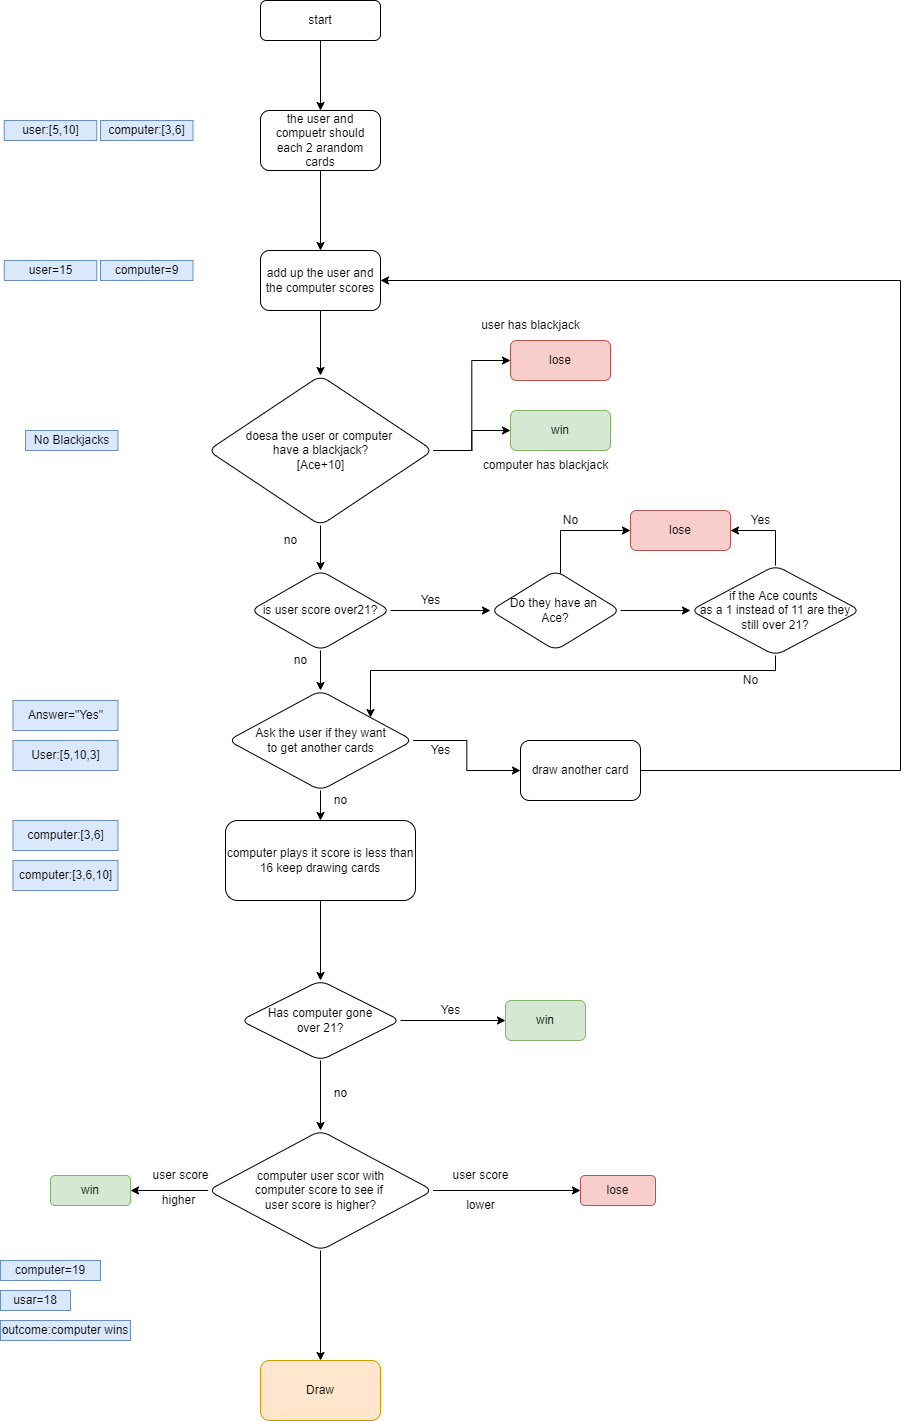 start
user:[5,10]
computer:[3,6]
the user and
compuetr should
each 2 arandom
cards
user=15
computer=9
add up the user and
the computer scores
user has blackjack
lose
No Blackjacks
doesa the user or computer
have a blackjack?
[Ace+10]
win
computer has blackjack
no
No
lose
Yes
is user score over21?
Yes
Do they have an
Ace?
if the Ace counts
as a 1 instead of 11 are they
still over 21?
no
No
Answer="Yes"
User:[5,10,3]
Ask the user if they want
to get another cards
Yes
draw another card
no
computer:[3,6]
computer:[3,6,10]
computer plays it score is less than
16 keep drawing cards
Has computer gone
over 21?
Yes
win
no
win
user score
higher
computer user scor with
computer score to see if
user score is higher?
user score
lower
lose
computer=19
usar=18
outcome:computer wins
Draw